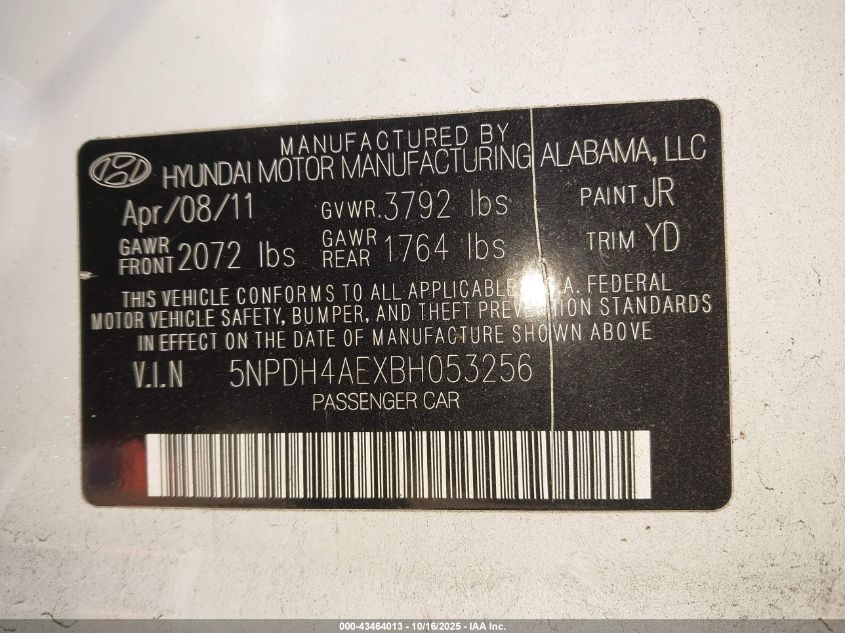 MANUFACTURED BY
HYUNDAI MOTOR MANUFACTURING ALABAMA, LLC
Apr/08/11 GVWR. 3792 lbs PAINT JR
GAWR FRONT 2072 lbs GAWR REAR 1764 lbs TRIM YD
THIS VEHICLE CONFORMS TO ALL APPLICABLE .A. FEDERAL
MOTOR VEHICLE SAFETY, BUMPER, AND THEFT PREVENTION STANDARDS
IN EFFECT ON THE DATE OF MANUFACTURE SHOWN ABOVE
V.I.N 5NPDH4AEXBH053256
PASSENGER CAR
000-43464013 - 10/16/2025 - IAA Inc.